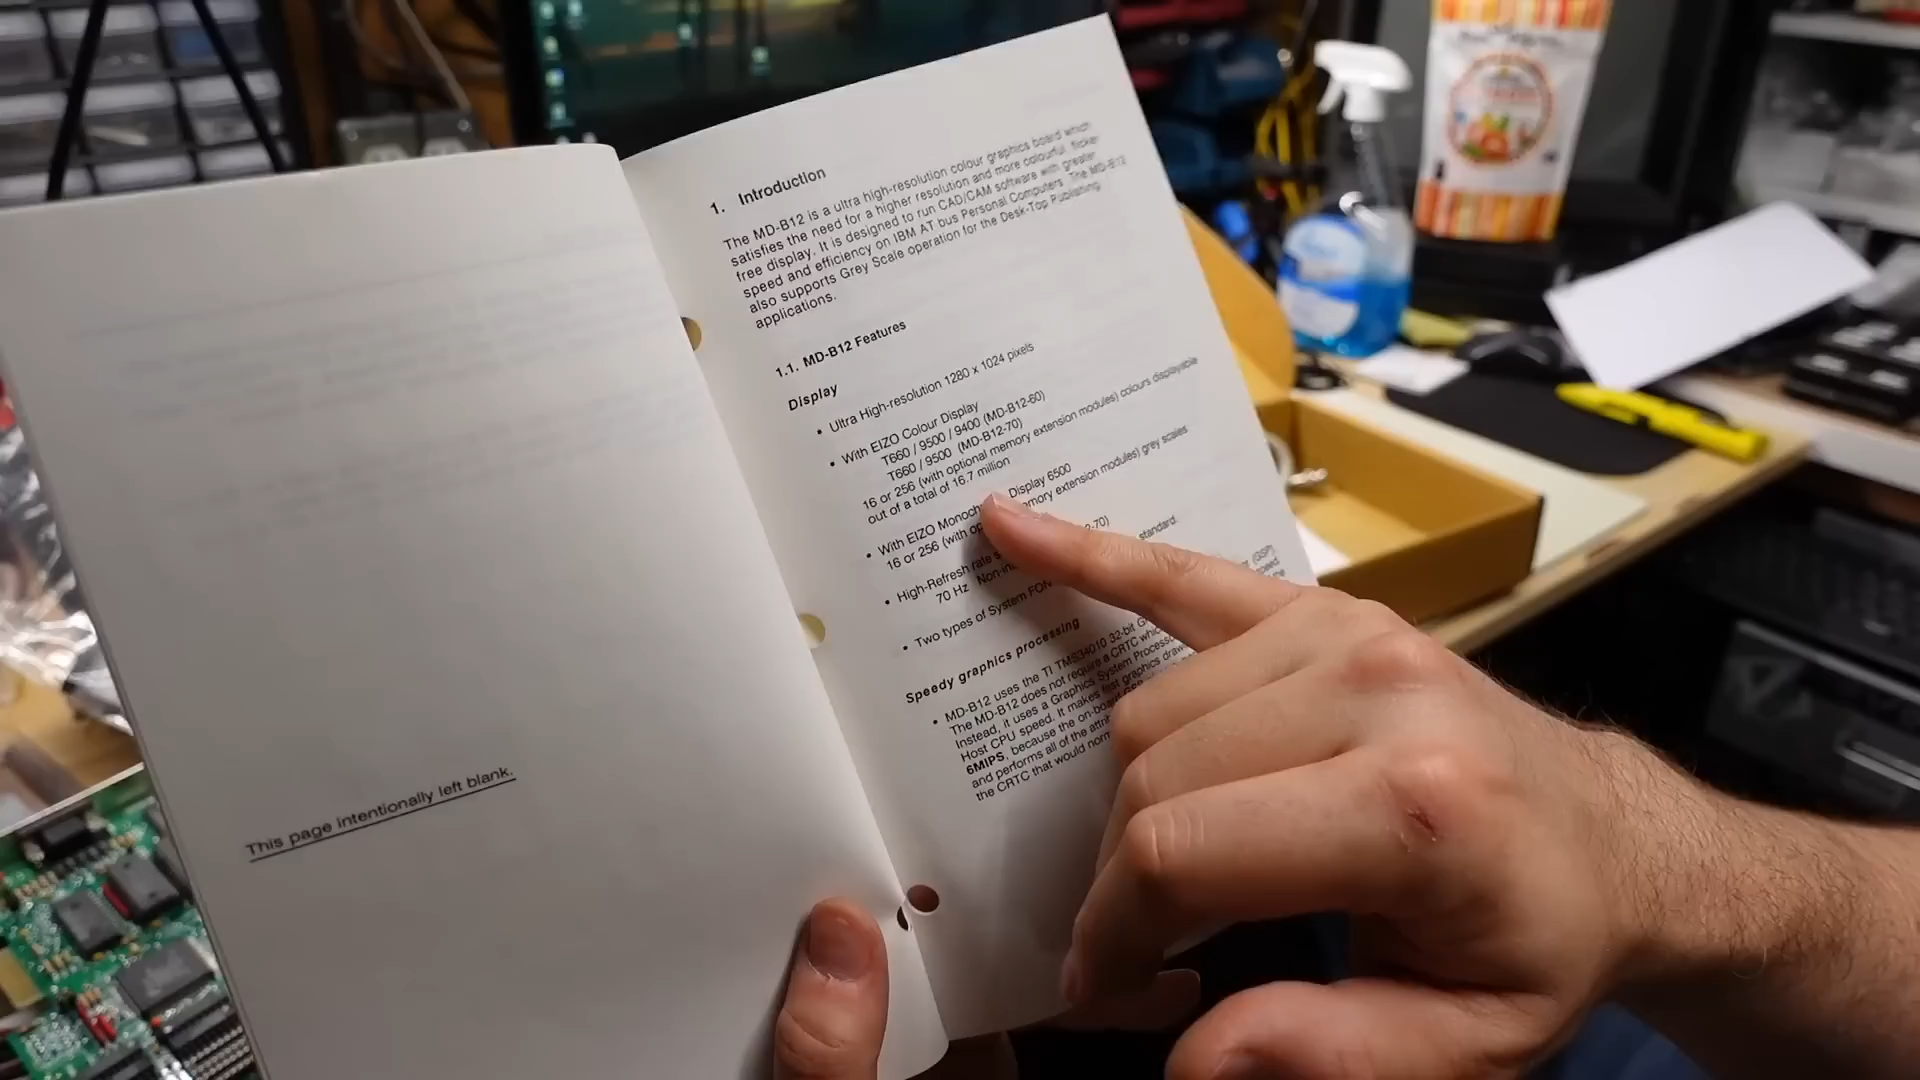 This page intentionally left blank.
1. Introduction
The MD-B12 is a ultra high-resolution colour graphics board which
satisfies the need for a higher resolution and more colourful, flicker
free display. It is designed to run CAD/CAM software with greater
speed and efficiency on IBM AT bus Personal Computers. The MD-B12
also supports Grey Scale operation for the Desk-Top Publishing
applications.
1.1. MD-B12 Features
Display
• Ultra High-resolution 1280 x 1024 pixels
• With EIZO Colour Display
T660 / 9500 / 9400 (MD-B12-60)
T660 / 9500 (MD-B12-70)
16 or 256 (with optional memory extension modules) colours displayable
out of a total of 16.7 million
• With EIZO Display 6500
16 or 256 (with extension modules) grey scales
• High-Refresh rate
70 Hz
standard.
• Two types of System
Speedy graphics processing
• MD-B12 uses the TI TMS34010 32-bit (GSP)
The MD-B12 does not require a CRTC speed
Instead, it uses a Graphics System the
Host CPU speed. It makes fast graphics
6MIPS, because the on-board
and performs all of the
the CRTC that would